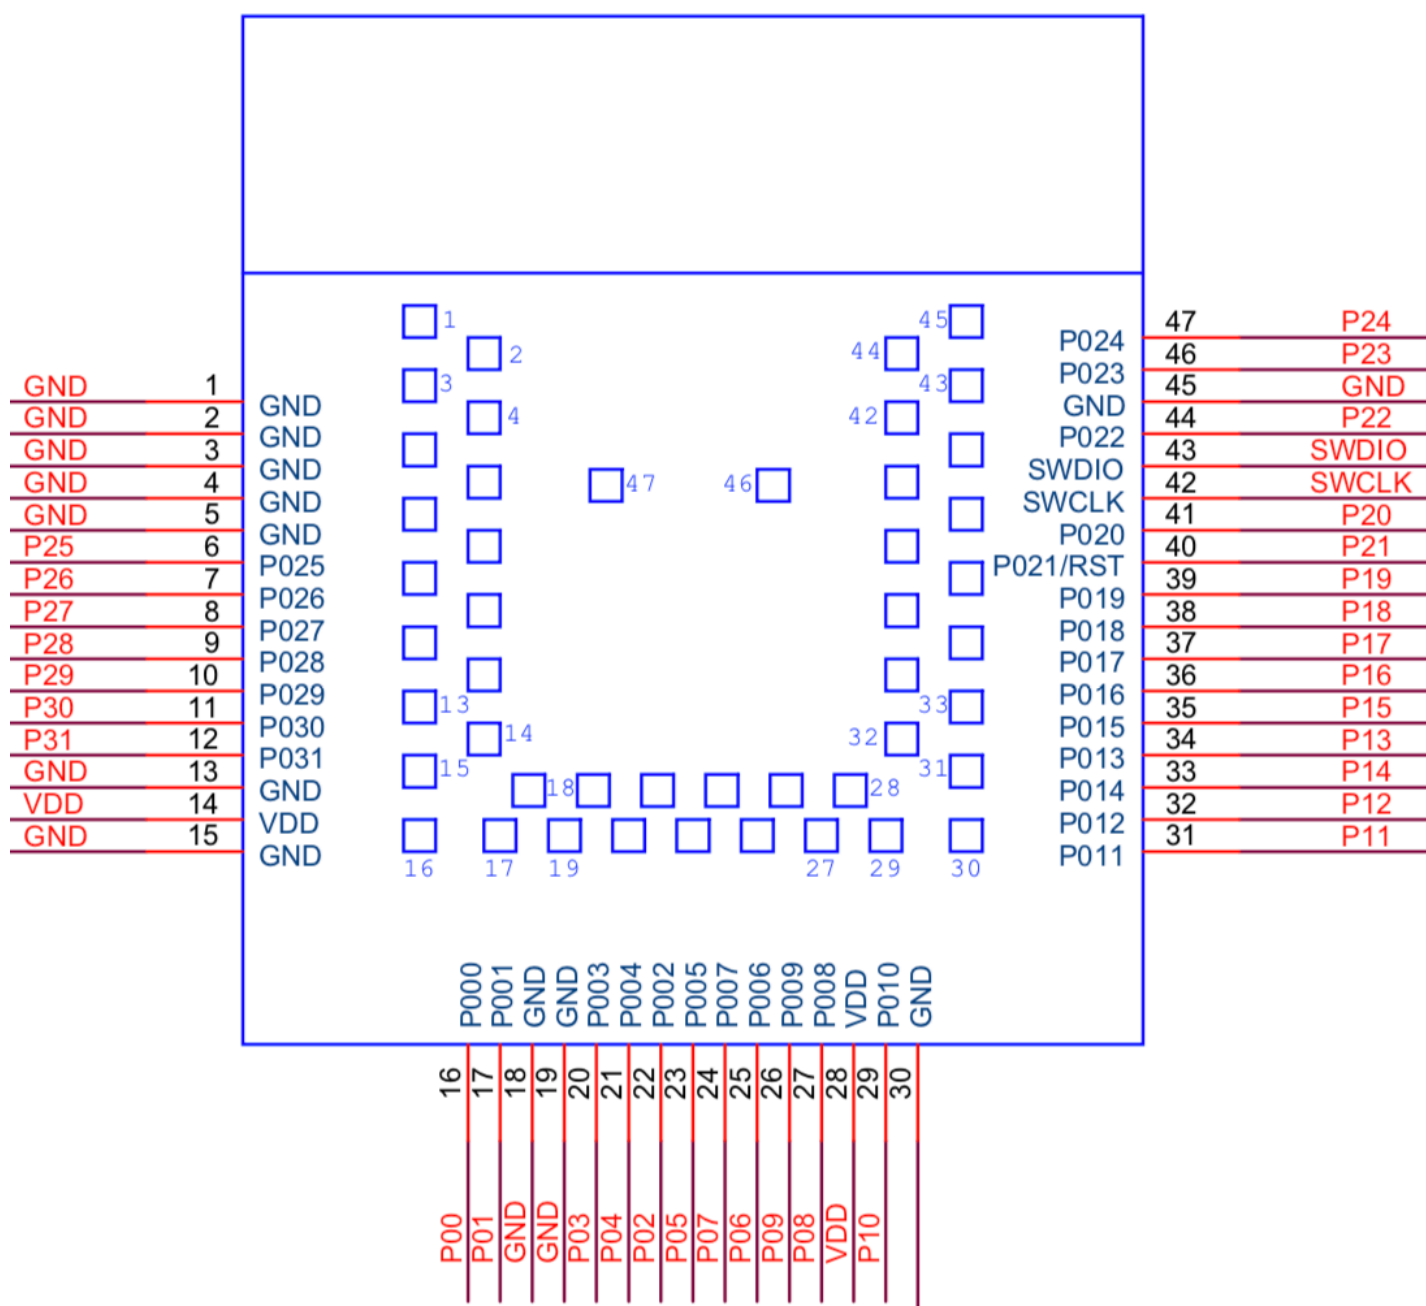 1
2
3
4
13
14
15
16
17
18
19
27
28
29
30
31
32
33
42
43
44
45
46
47
GND 1 GND
GND 2 GND
GND 3 GND
GND 4 GND
GND 5 GND
P25 6 P025
P26 7 P026
P27 8 P027
P28 9 P028
P29 10 P029
P30 11 P030
P31 12 P031
GND 13 GND
VDD 14 VDD
GND 15 GND
P024 47 P24
P023 46 P23
GND 45 GND
P022 44 P22
SWDIO 43 SWDIO
SWCLK 42 SWCLK
P020 41 P20
P021/RST 40 P21
P019 39 P19
P018 38 P18
P017 37 P17
P016 36 P16
P015 35 P15
P013 34 P13
P014 33 P14
P012 32 P12
P011 31 P11
P000 16 P00
P001 17 P01
GND 18 GND
GND 19 GND
P003 20 P03
P004 21 P04
P002 22 P02
P005 23 P05
P007 24 P07
P006 25 P06
P009 26 P09
P008 27 P08
VDD 28 VDD
P010 29 P10
GND 30